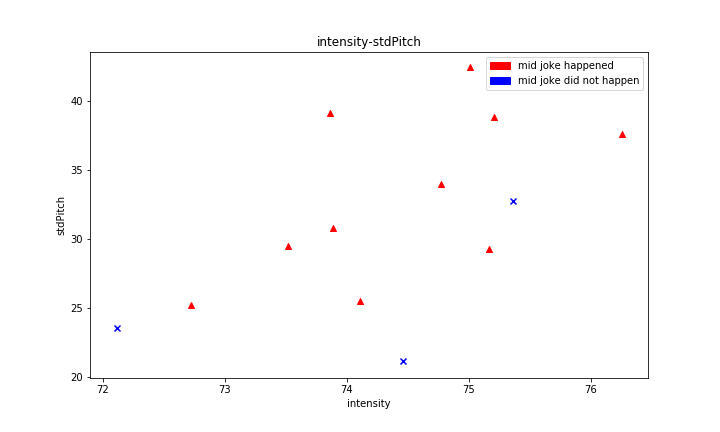 intensity-stdPitch
mid joke happened
mid joke did not happen
stdPitch
40
35
30
25
20
72 73 74 75 76
intensity